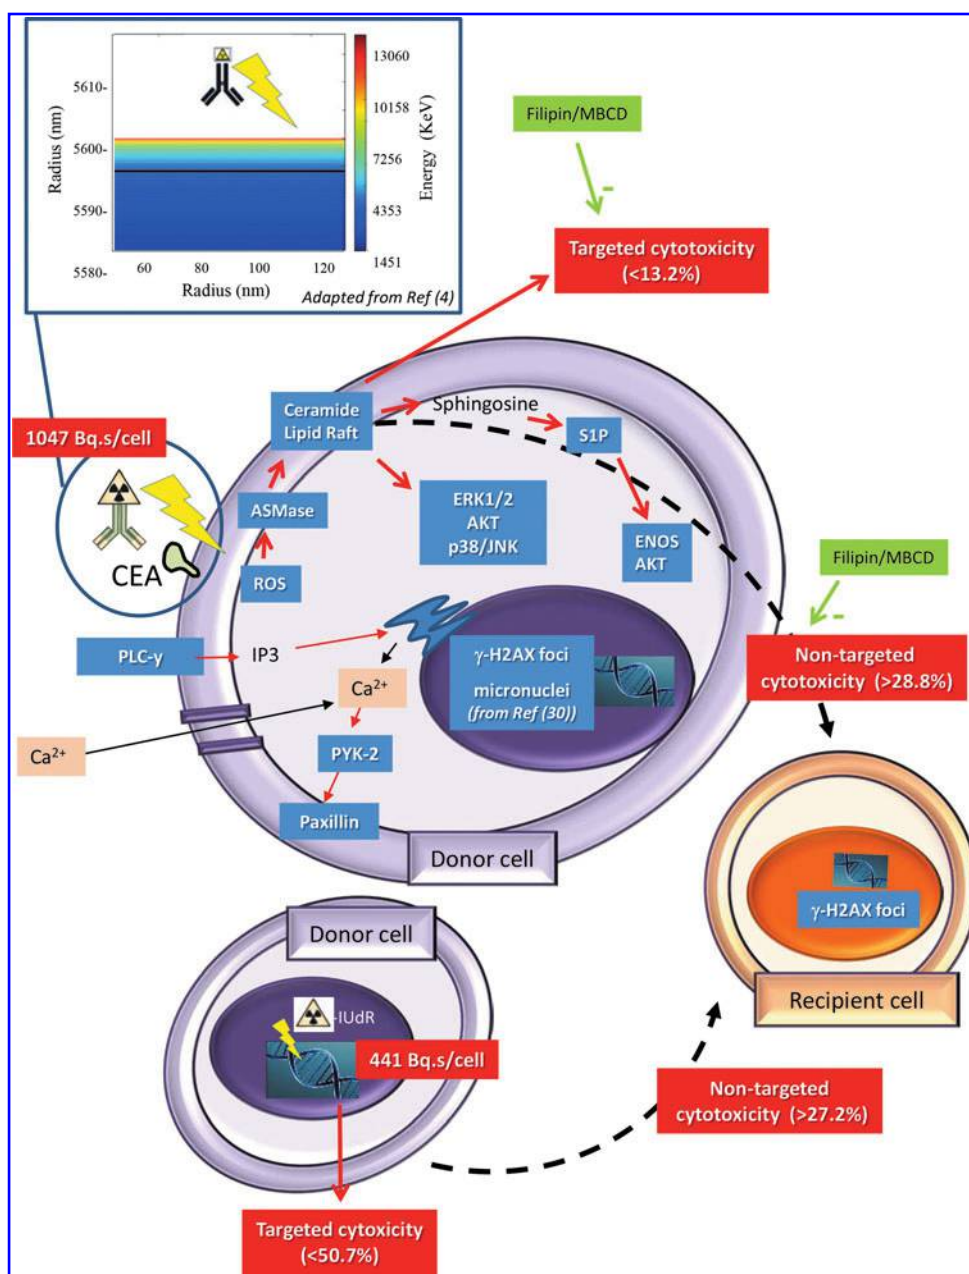 5610-
5600-
5590-
5580-
Radius (nm)
60
80
100
120
Radius (nm)
13060
10158
7256
4353
1451
Energy (KeV)
Adapted from Ref (4)
Filipin/MBCD
-
Targeted cytotoxicity
(<13.2%)
1047 Bq.s/cell
CEA
Ceramide
Lipid Raft
Sphingosine
S1P
ASMase
ROS
ERK1/2
AKT
p38/JNK
ENOS
AKT
Filipin/MBCD
-
PLC-γ
IP3
γ-H2AX foci
micronuclei
(from Ref (30))
Non-targeted
cytotoxicity (>28.8%)
Ca²⁺
Ca²⁺
PYK-2
Paxillin
Donor cell
γ-H2AX foci
Recipient cell
Donor cell
-IUdR
441 Bq.s/cell
Non-targeted
cytotoxicity (>27.2%)
Targeted cytoxicity
(<50.7%)